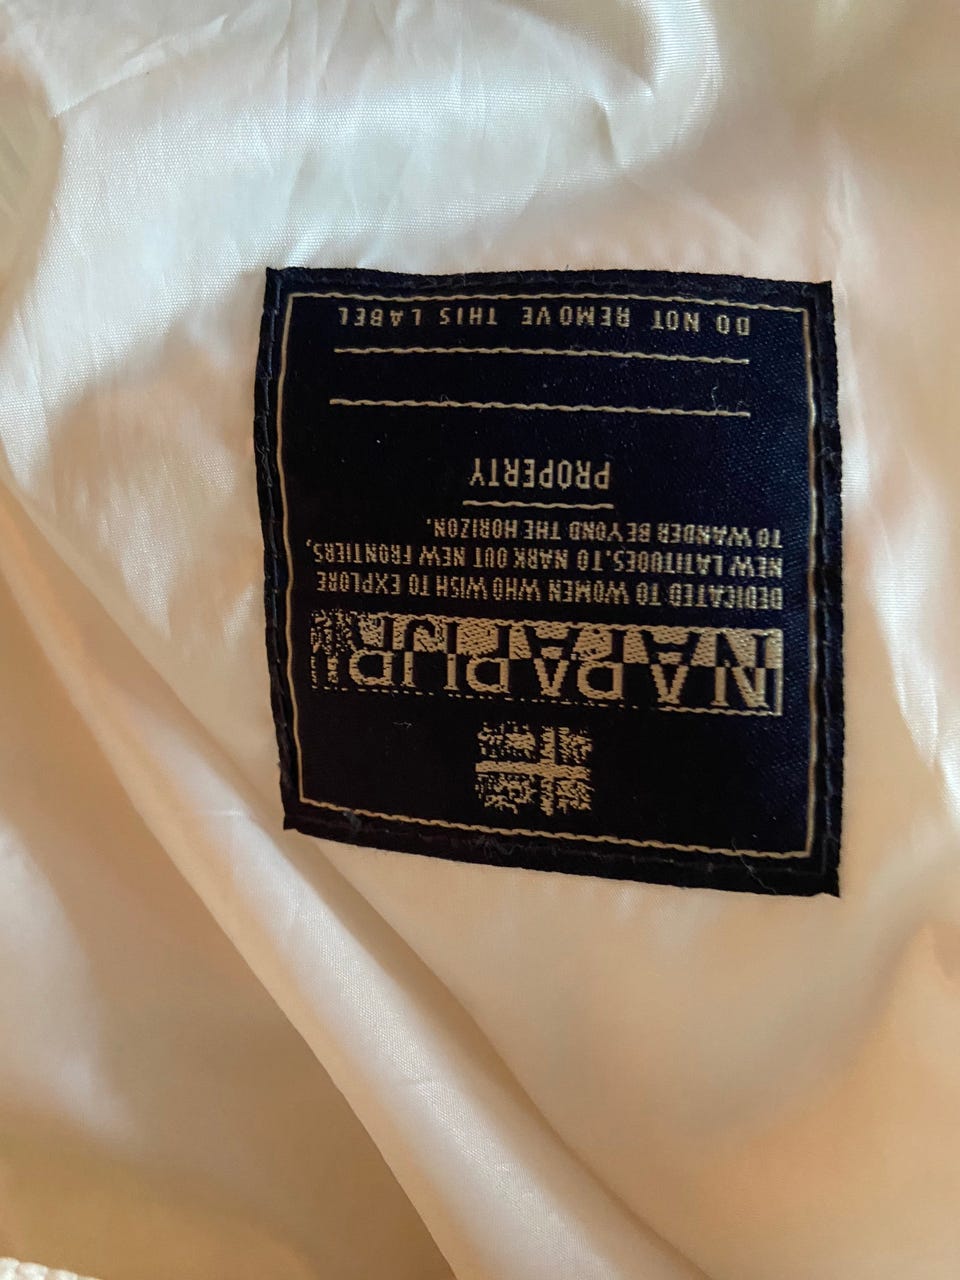 NAPAPIJRI
DEDICATED TO WOMEN WHO WISH TO EXPLORE
NEW LATITUDES.TO NARK OUT NEW FRONTIERS,
TO WANDER BEYOND THE HORIZON.
PROPERTY
DO NOT REMOVE THIS LABEL